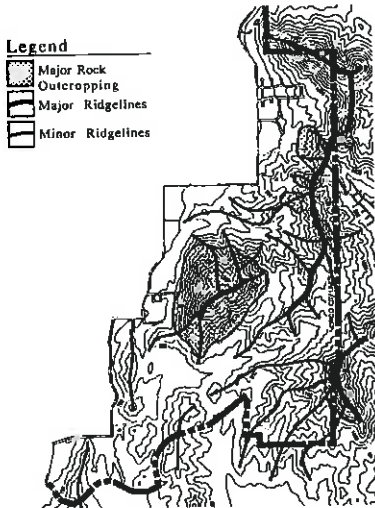 Legend
Major Rock
Outcropping
Major Ridgelines
Minor Ridgelines